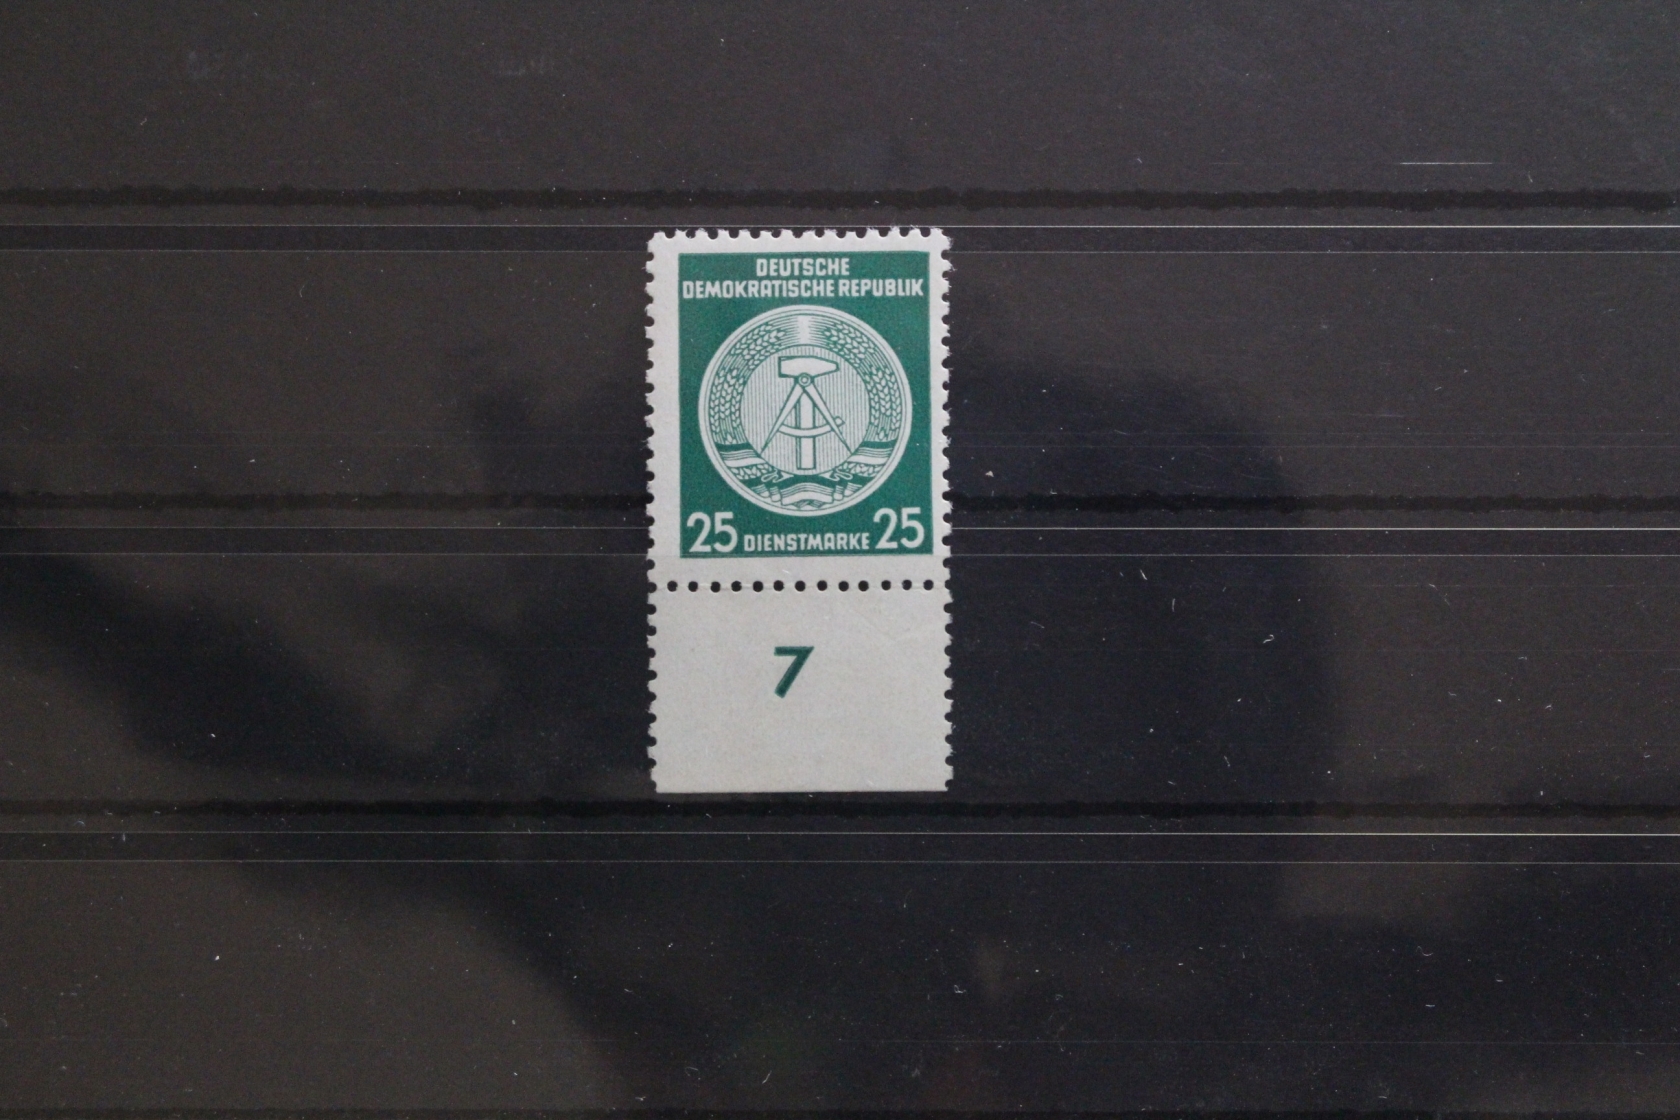 DEUTSCHE
DEMOKRATISCHE REPUBLIK
25 DIENSTMARKE 25
7